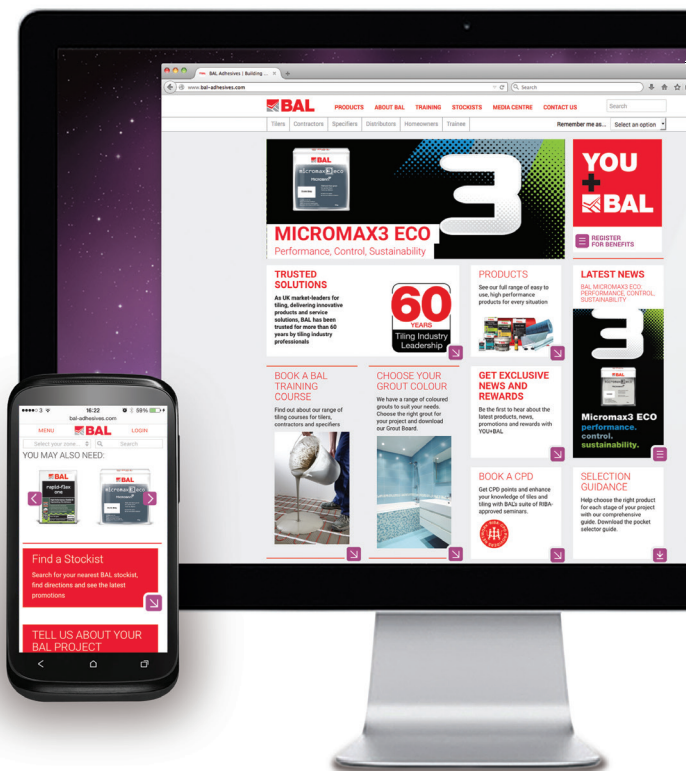 BAL Adhesives | Building ...
www.bal-adhesives.com
Search
BAL
PRODUCTS ABOUT BAL TRAINING STOCKISTS MEDIA CENTRE CONTACT US
Search
Tilers Contractors Specifiers Distributors Homeowners Trainee
Remember me as... Select an option
BAL
micromax3 eco
3
MICROMAX3 ECO
Performance, Control, Sustainability
YOU
+
BAL
REGISTER
FOR BENEFITS
TRUSTED
SOLUTIONS
As UK market-leaders for
tiling, delivering innovative
products and service
solutions, BAL has been
trusted for more than 60
years by tiling industry
professionals
60
YEARS
Tiling Industry
Leadership
PRODUCTS
See our full range of easy to
use, high performance
products for every situation
LATEST NEWS
BAL MICROMAX3 ECO.
PERFORMANCE, CONTROL,
SUSTAINABILITY.
3
Micromax3 ECO
performance.
control.
sustainability.
BOOK A BAL
TRAINING
COURSE
Find out about our range of
tiling courses for tilers,
contractors and specifiers
CHOOSE YOUR
GROUT COLOUR
We have a range of coloured
grouts to suit your needs.
Choose the right grout for
your project and download
our Grout Board.
GET EXCLUSIVE
NEWS AND
REWARDS
Be the first to hear about the
latest products, news,
promotions and rewards with
YOU+BAL
BOOK A CPD
Get CPD points and enhance
your knowledge of tiles and
tiling with BAL's suite of RIBA-
approved seminars.
SELECTION
GUIDANCE
Help choose the right product
for each stage of your project
with our comprehensive
guide. Download the pocket
selector guide.
3 16:22 58%
bal-adhesives.com
MENU BAL LOGIN
Select your zone... Search
YOU MAY ALSO NEED:
BAL
rapid-flex
one
BAL
micromax3 eco
Find a Stockist
Search for your nearest BAL stockist,
find directions and see the latest
promotions
TELL US ABOUT YOUR
BAL PROJECT